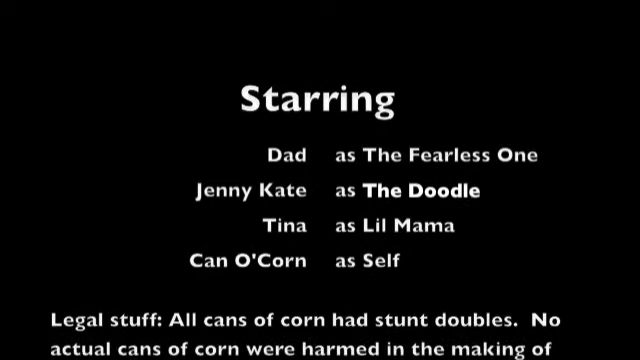 Starring
Dad as The Fearless One
Jenny Kate as The Doodle
Tina as Lil Mama
Can O'Corn as Self
Legal stuff: All cans of corn had stunt doubles.  No
actual cans of corn were harmed in the making of